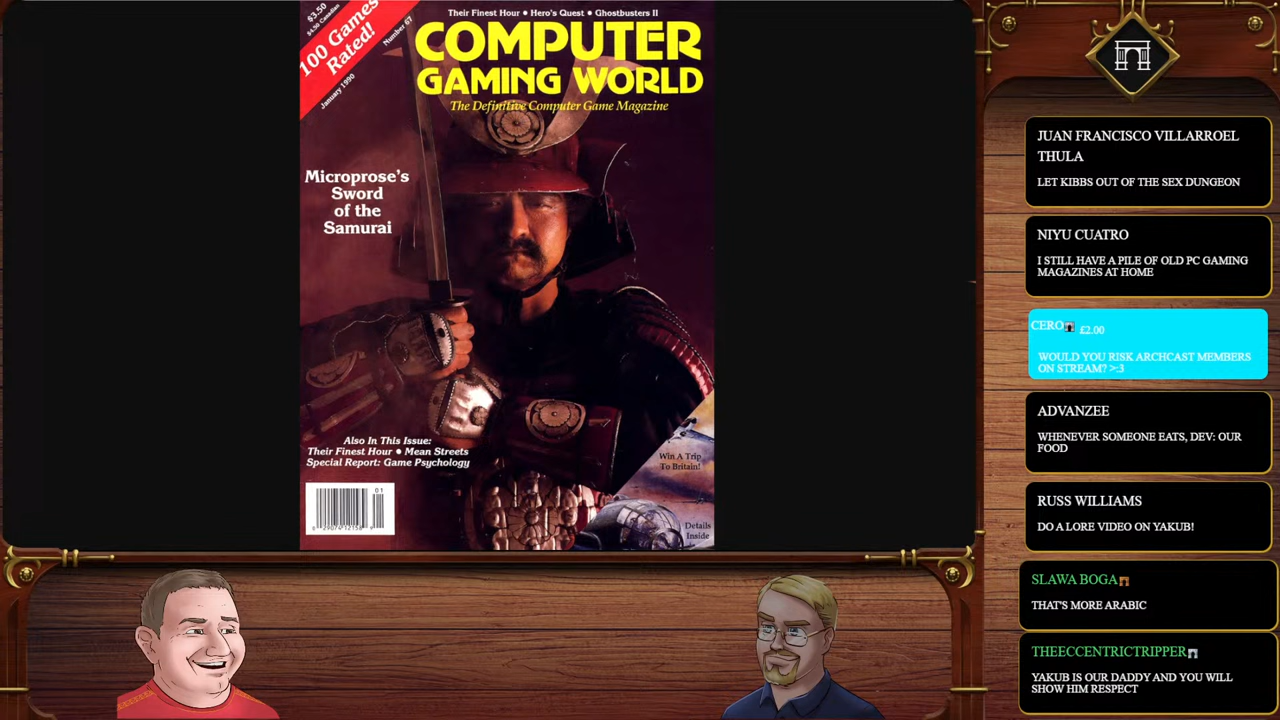 $3.50
$4.50 Canadian
100 Games
Rated!
Number 67
January 1990
Their Finest Hour • Hero's Quest • Ghostbusters II
COMPUTER
GAMING WORLD
The Definitive Computer Game Magazine
Microprose's
Sword
of the
Samurai
Also In This Issue:
Their Finest Hour • Mean Streets
Special Report: Game Psychology
01
Win A Trip
To Britain!
Details
Inside
JUAN FRANCISCO VILLARROEL
THULA
LET KIBBS OUT OF THE SEX DUNGEON
NIYU CUATRO
I STILL HAVE A PILE OF OLD PC GAMING
MAGAZINES AT HOME
CERO £2.00
WOULD YOU RISK ARCHCAST MEMBERS
ON STREAM? >:3
ADVANZEE
WHENEVER SOMEONE EATS, DEV: OUR
FOOD
RUSS WILLIAMS
DO A LORE VIDEO ON YAKUB!
SLAWA BOGA
THAT'S MORE ARABIC
THEECCENTRICTRIPPER
YAKUB IS OUR DADDY AND YOU WILL
SHOW HIM RESPECT